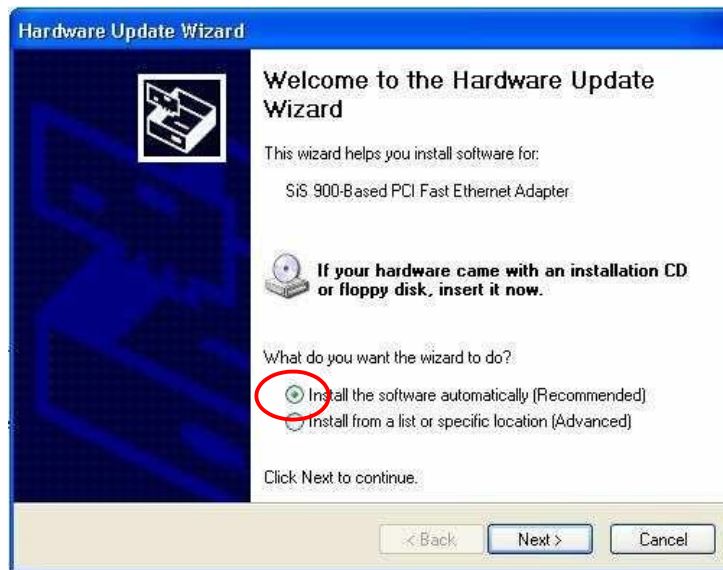 Hardware Update Wizard
Welcome to the Hardware Update
Wizard
This wizard helps you install software for:
SiS 900-Based PCI Fast Ethernet Adapter
If your hardware came with an installation CD
or floppy disk, insert it now.
What do you want the wizard to do?
Install the software automatically (Recommended)
Install from a list or specific location (Advanced)
Click Next to continue.
< Back
Next >
Cancel